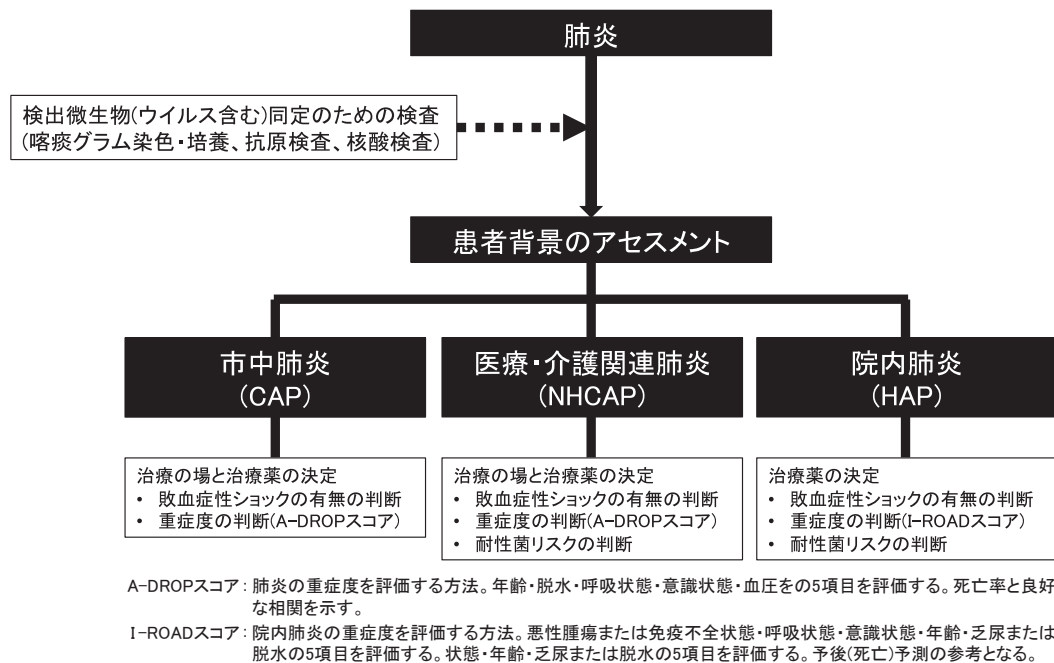 肺炎
検出微生物(ウイルス含む)同定のための検査
(喀痰グラム染色・培養、抗原検査、核酸検査)
患者背景のアセスメント
市中肺炎
(CAP)
医療・介護関連肺炎
(NHCAP)
院内肺炎
(HAP)
治療の場と治療薬の決定
• 敗血症性ショックの有無の判断
• 重症度の判断(A-DROPスコア)
治療の場と治療薬の決定
• 敗血症性ショックの有無の判断
• 重症度の判断(A-DROPスコア)
• 耐性菌リスクの判断
治療薬の決定
• 敗血症性ショックの有無の判断
• 重症度の判断(I-ROADスコア)
• 耐性菌リスクの判断
A-DROPスコア:肺炎の重症度を評価する方法。年齢・脱水・呼吸状態・意識状態・血圧をの5項目を評価する。死亡率と良好
な相関を示す。
I-ROADスコア:院内肺炎の重症度を評価する方法。悪性腫瘍または免疫不全状態・呼吸状態・意識状態・年齢・乏尿または
脱水の5項目を評価する。状態・年齢・乏尿または脱水の5項目を評価する。予後(死亡)予測の参考となる。